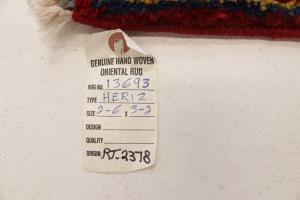 GENUINE HAND WOVEN
ORIENTAL RUG
RUG NO. 13693
TYPE HERIZ
SIZE 2-6 X 3-2
DESIGN
QUALITY
ORIGIN: RT-2378